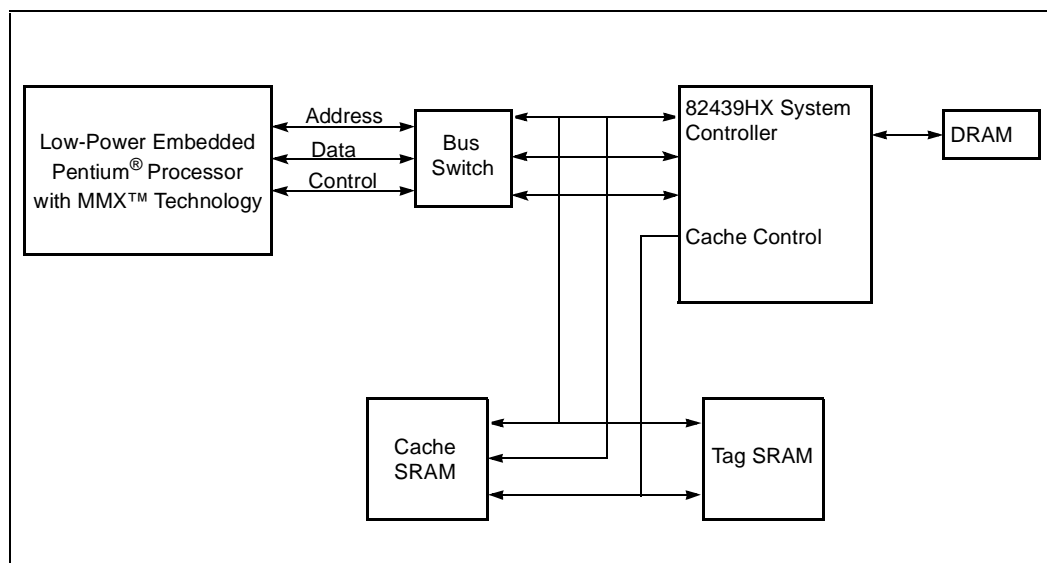 Low-Power Embedded
Pentium® Processor
with MMX™ Technology
Address
Data
Control
Bus
Switch
82439HX System
Controller
Cache Control
DRAM
Cache
SRAM
Tag SRAM